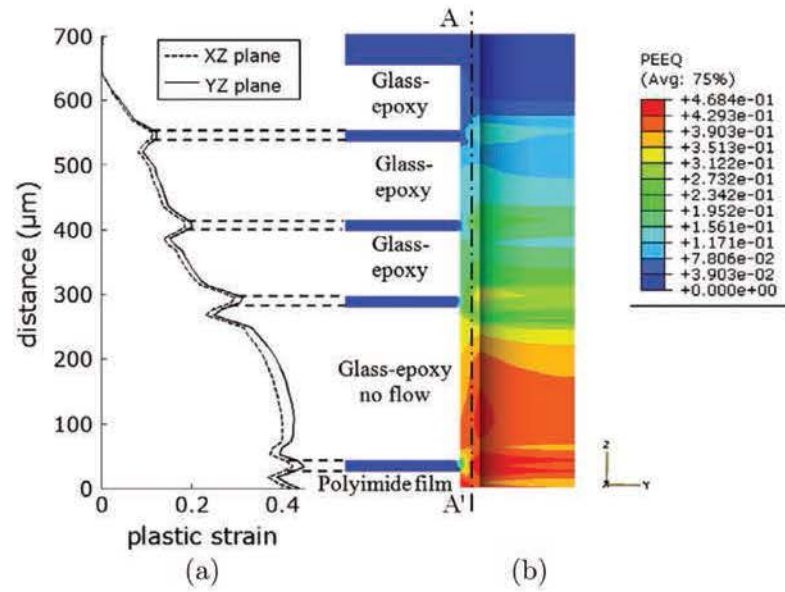 A
700
600
500
400
300
200
100
0
distance (μm)
0
0.2
0.4
plastic strain
XZ plane
YZ plane
Glass-
epoxy
Glass-
epoxy
Glass-
epoxy
Glass-epoxy
no flow
Polyimide film
A'
PEEQ
(Avg: 75%)
+4.684e-01
+4.293e-01
+3.903e-01
+3.513e-01
+3.122e-01
+2.732e-01
+2.342e-01
+1.952e-01
+1.561e-01
+1.171e-01
+7.806e-02
+3.903e-02
+0.000e+00
Z
X
Y
(a)
(b)